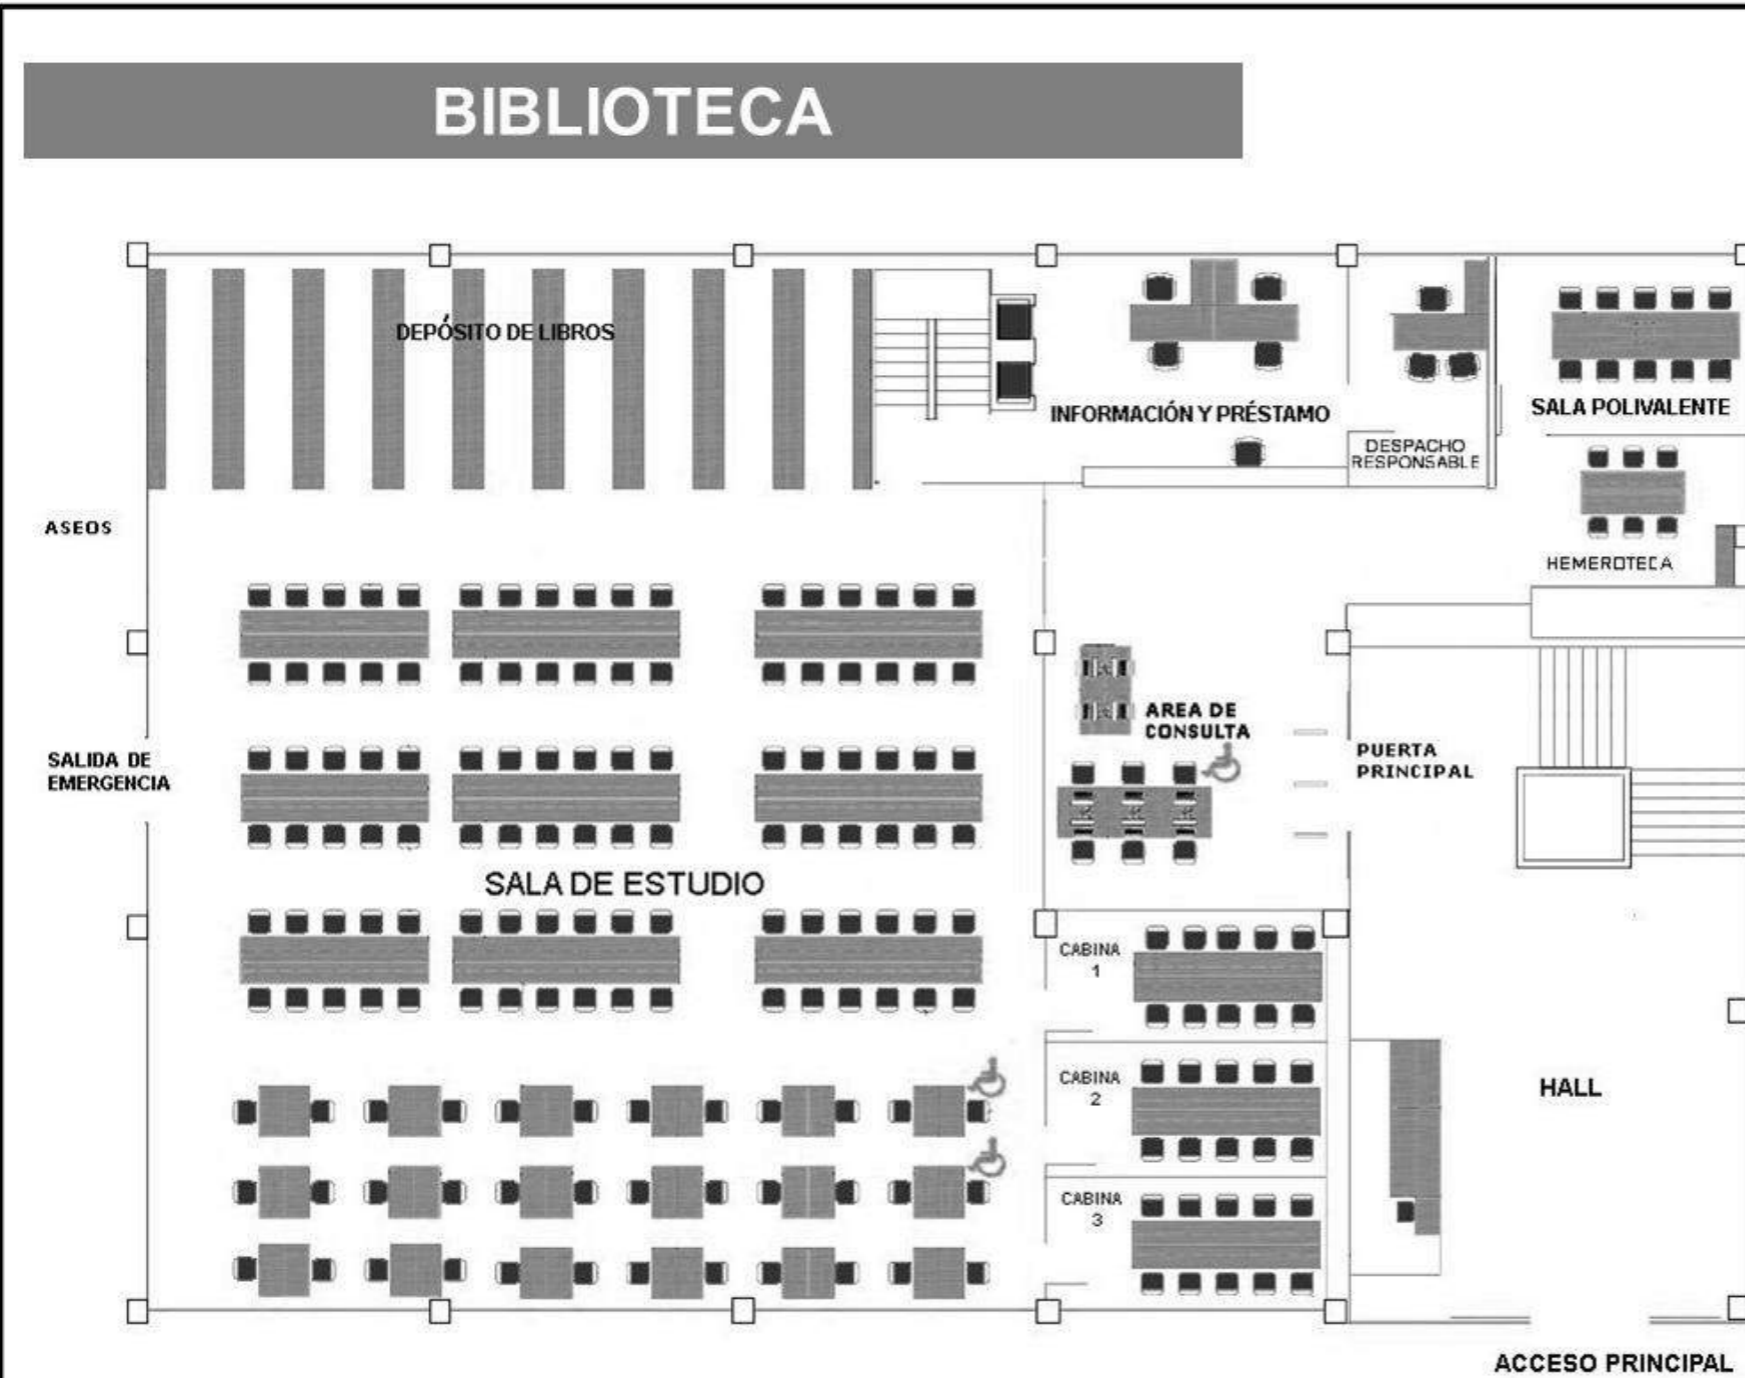 BIBLIOTECA
DEPÓSITO DE LIBROS
INFORMACIÓN Y PRÉSTAMO
SALA POLIVALENTE
DESPACHO
RESPONSABLE
ASEOS
HEMEROTECA
AREA DE
CONSULTA
PUERTA
PRINCIPAL
SALIDA DE
EMERGENCIA
SALA DE ESTUDIO
CABINA
1
CABINA
2
HALL
CABINA
3
ACCESO PRINCIPAL